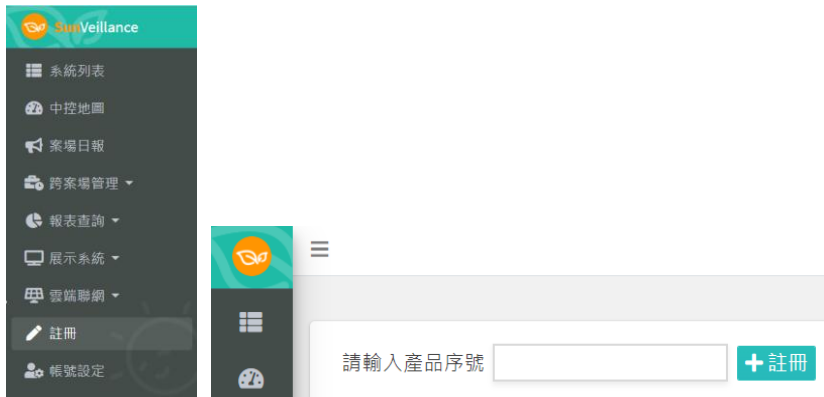 SunVeillance
系統列表
中控地圖
案場日報
跨案場管理
報表查詢
展示系統
雲端聯網
註冊
帳號設定
請輸入產品序號
註冊